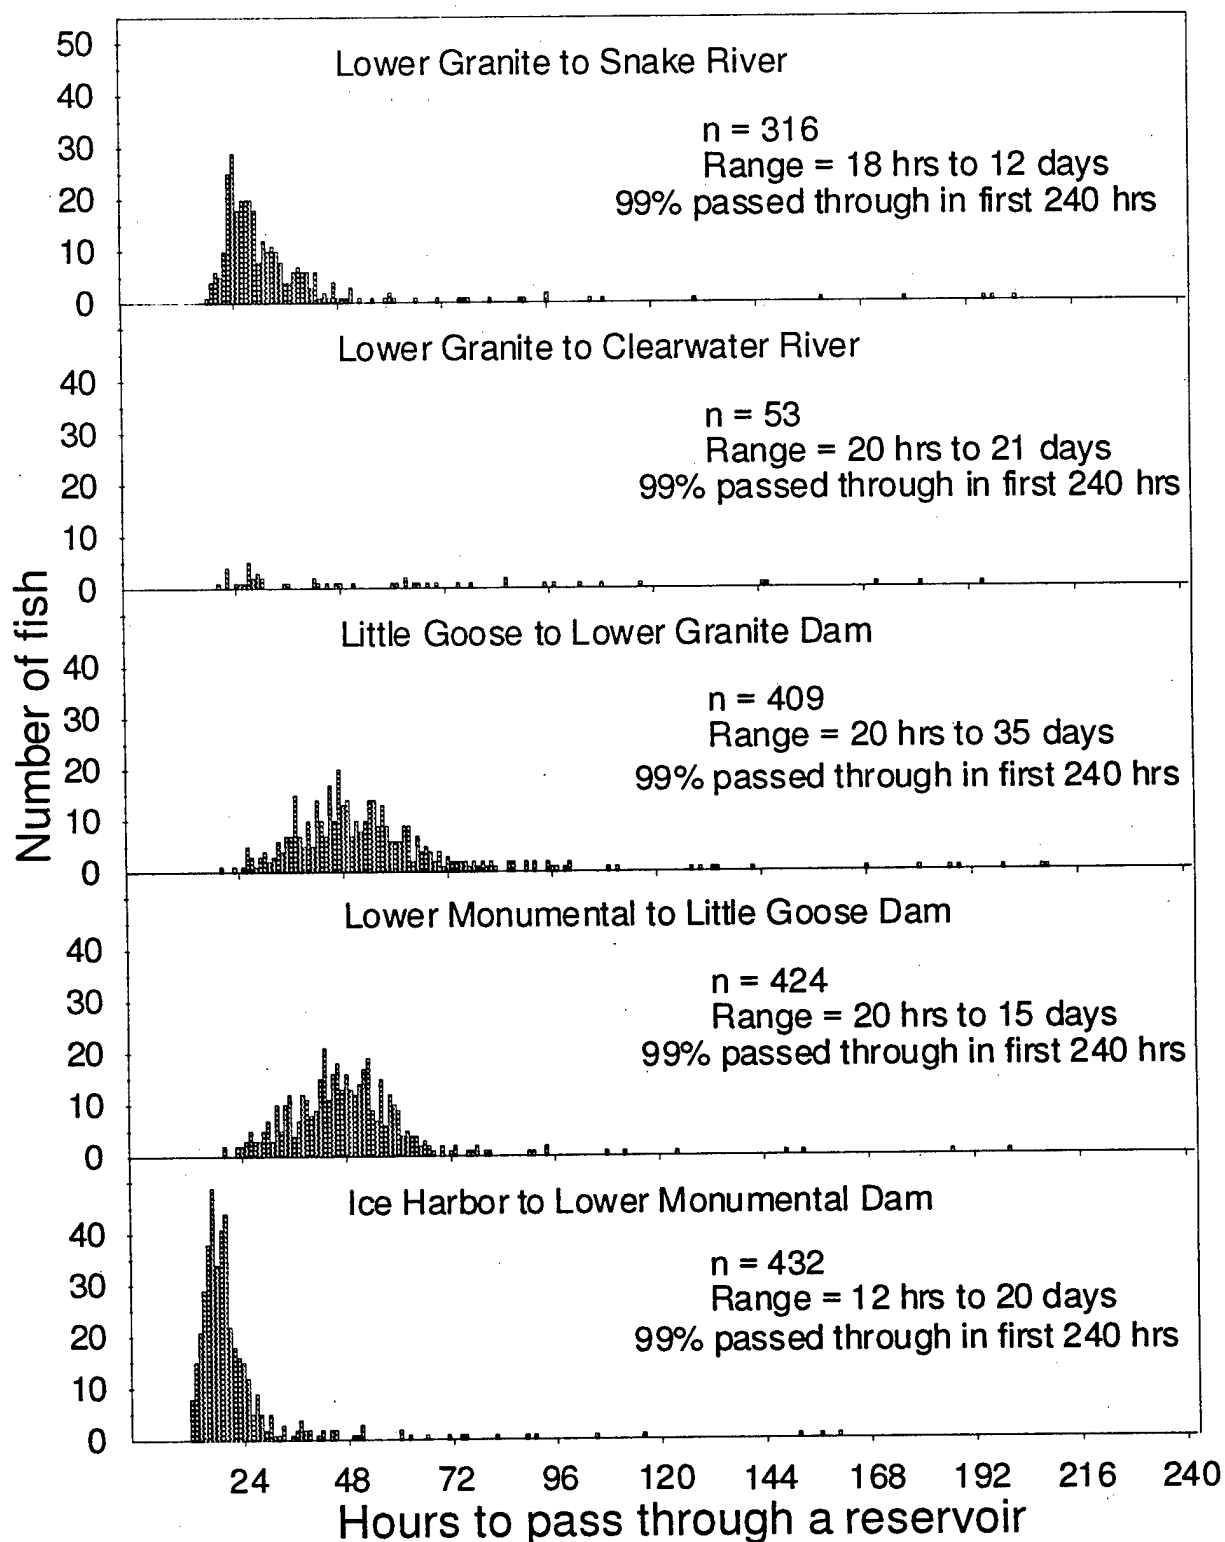 50
Lower Granite to Snake River
40
n = 316
30
Range = 18 hrs to 12 days
20
99% passed through in first 240 hrs
10
0
Lower Granite to Clearwater River
40
n = 53
30
Range = 20 hrs to 21 days
20
99% passed through in first 240 hrs
10
0
Number of fish
Little Goose to Lower Granite Dam
40
n = 409
30
Range = 20 hrs to 35 days
20
99% passed through in first 240 hrs
10
0
Lower Monumental to Little Goose Dam
40
n = 424
30
Range = 20 hrs to 15 days
20
99% passed through in first 240 hrs
10
0
Ice Harbor to Lower Monumental Dam
40
n = 432
30
Range = 12 hrs to 20 days
20
99% passed through in first 240 hrs
10
0
24 48 72 96 120 144 168 192 216 240
Hours to pass through a reservoir